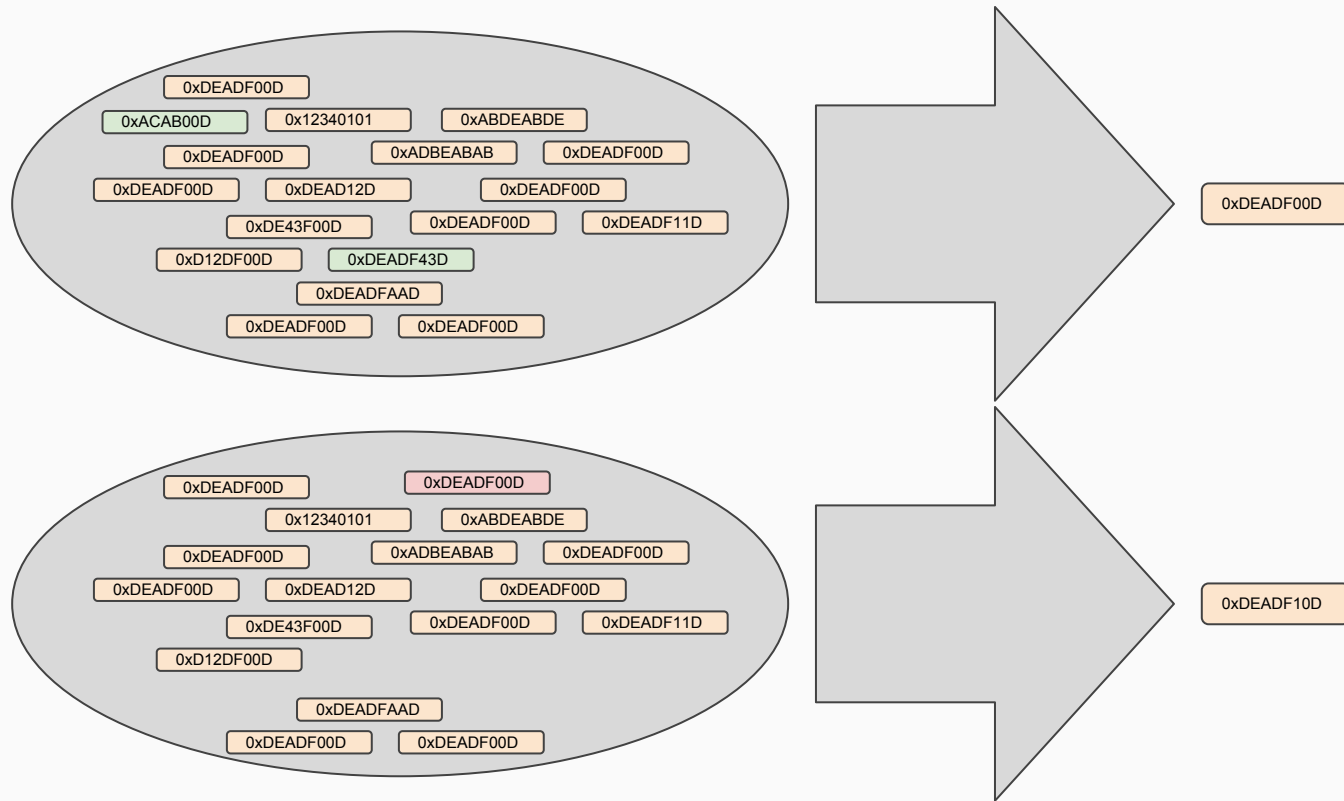 0xDEADF00D
0xACAB00D 0x12340101 0xABDEABDE
0xDEADF00D 0xADBEABAB 0xDEADF00D
0xDEADF00D 0xDEAD12D 0xDEADF00D
0xDE43F00D 0xDEADF00D 0xDEADF11D
0xD12DF00D 0xDEADF43D
0xDEADFAAD
0xDEADF00D 0xDEADF00D
0xDEADF00D
0xDEADF00D 0xDEADF00D
0x12340101 0xABDEABDE
0xDEADF00D 0xADBEABAB 0xDEADF00D
0xDEADF00D 0xDEAD12D 0xDEADF00D
0xDE43F00D 0xDEADF00D 0xDEADF11D
0xD12DF00D
0xDEADFAAD
0xDEADF00D 0xDEADF00D
0xDEADF10D